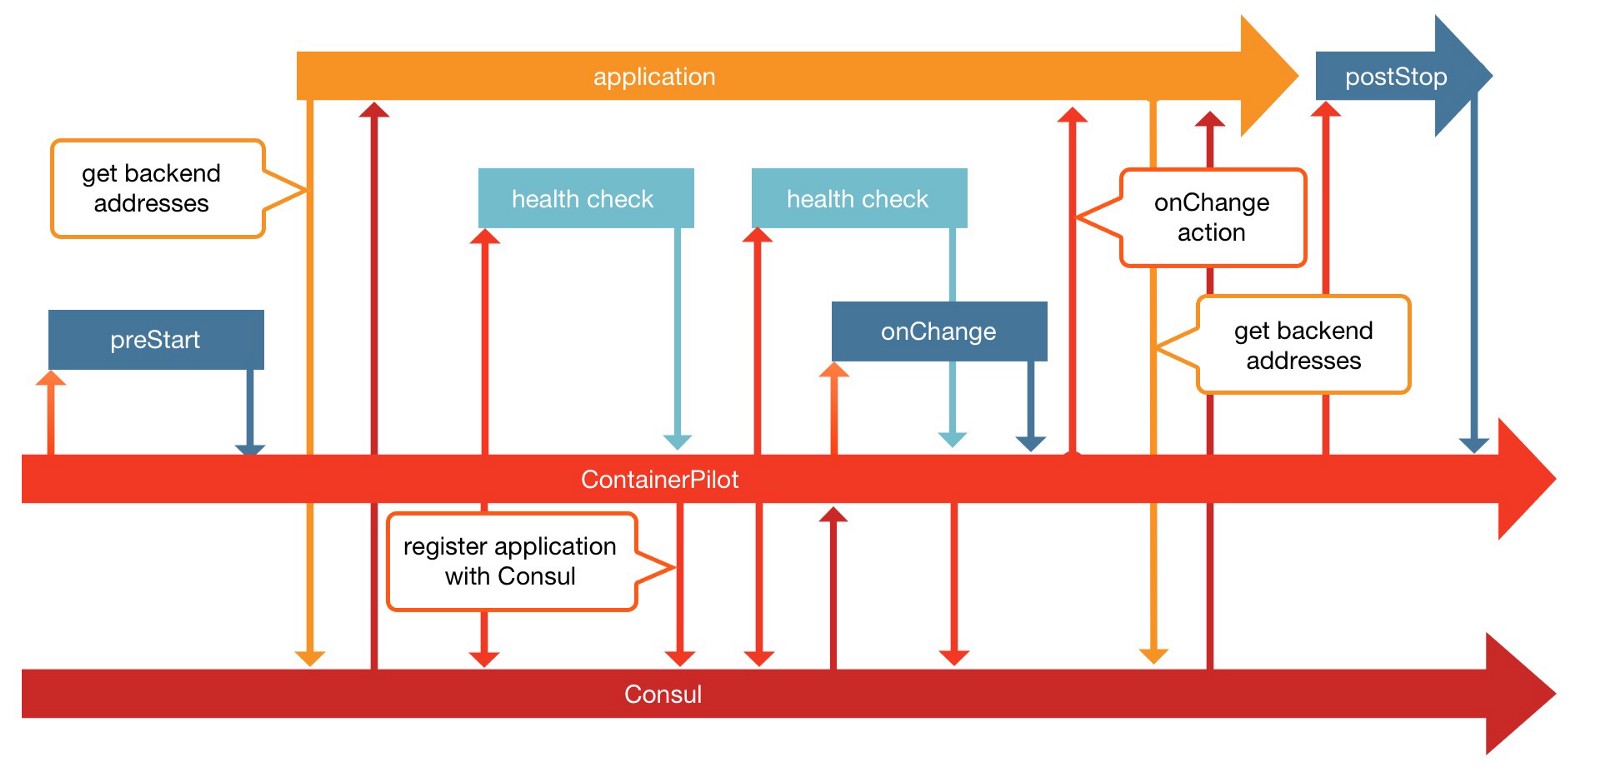 application
postStop
get backend
addresses
health check
health check
onChange
action
preStart
onChange
get backend
addresses
ContainerPilot
register application
with Consul
Consul